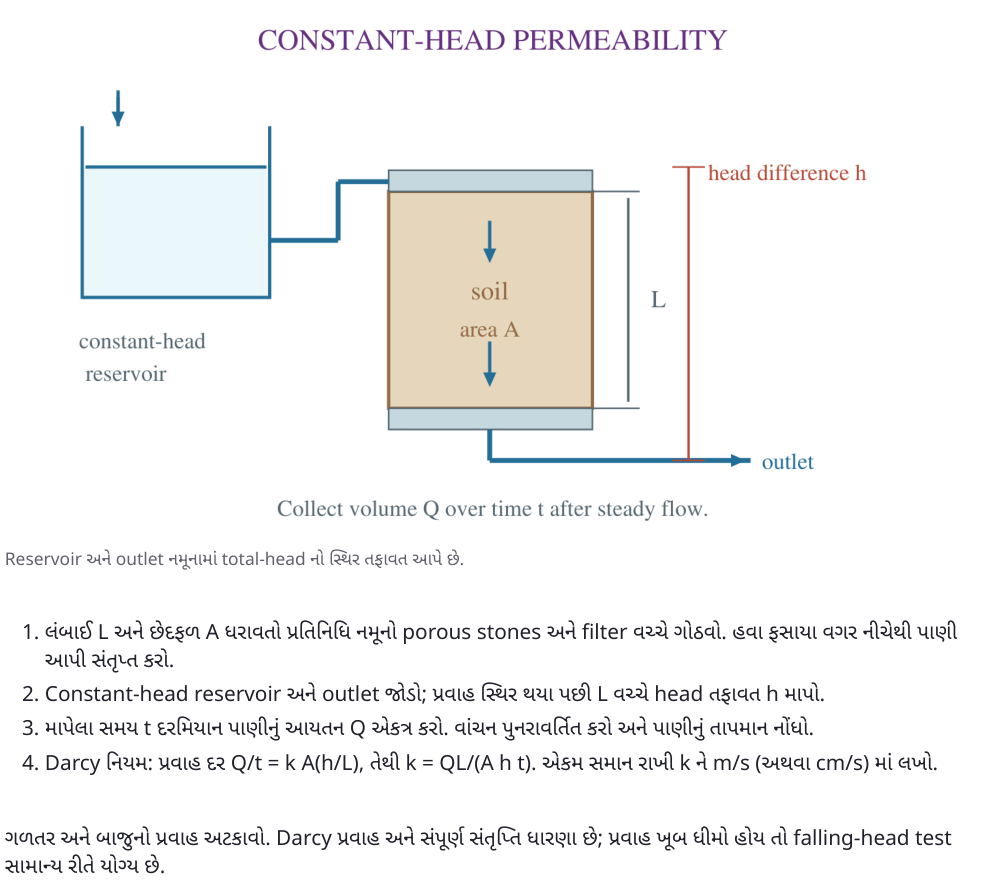 CONSTANT-HEAD PERMEABILITY
head difference h
soil
L
area A
constant-head
reservoir
outlet
Collect volume Q over time t after steady flow.
Reservoir અને outlet નમૂનામાં total-head નો સ્થિર તફાવત આપે છે.
1. લંબાઈ L અને છેદફળ A ધરાવતો પ્રતિનિધિ નમૂનો porous stones અને filter વચ્ચે ગોઠવો. હવા ફસાયા વગર નીચેથી પાણી
આપી સંતૃપ્ત કરો.
2. Constant-head reservoir અને outlet જોડો; પ્રવાહ સ્થિર થયા પછી L વચ્ચે head તફાવત h માપો.
3. માપેલા સમય t દરમિયાન પાણીનું આયતન Q એકત્ર કરો. વાંચન પુનરાવર્તિત કરો અને પાણીનું તાપમાન નોંધો.
4. Darcy નિયમ: પ્રવાહ દર Q/t = k A(h/L), તેથી k = QL/(A h t). એકમ સમાન રાખી k ને m/s (અથવા cm/s) માં લખો.
ગળતર અને બાજુનો પ્રવાહ અટકાવો. Darcy પ્રવાહ અને સંપૂર્ણ સંતૃપ્તિ ધારણા છે; પ્રવાહ ખૂબ ધીમો હોય તો falling-head test
સામાન્ય રીતે યોગ્ય છે.